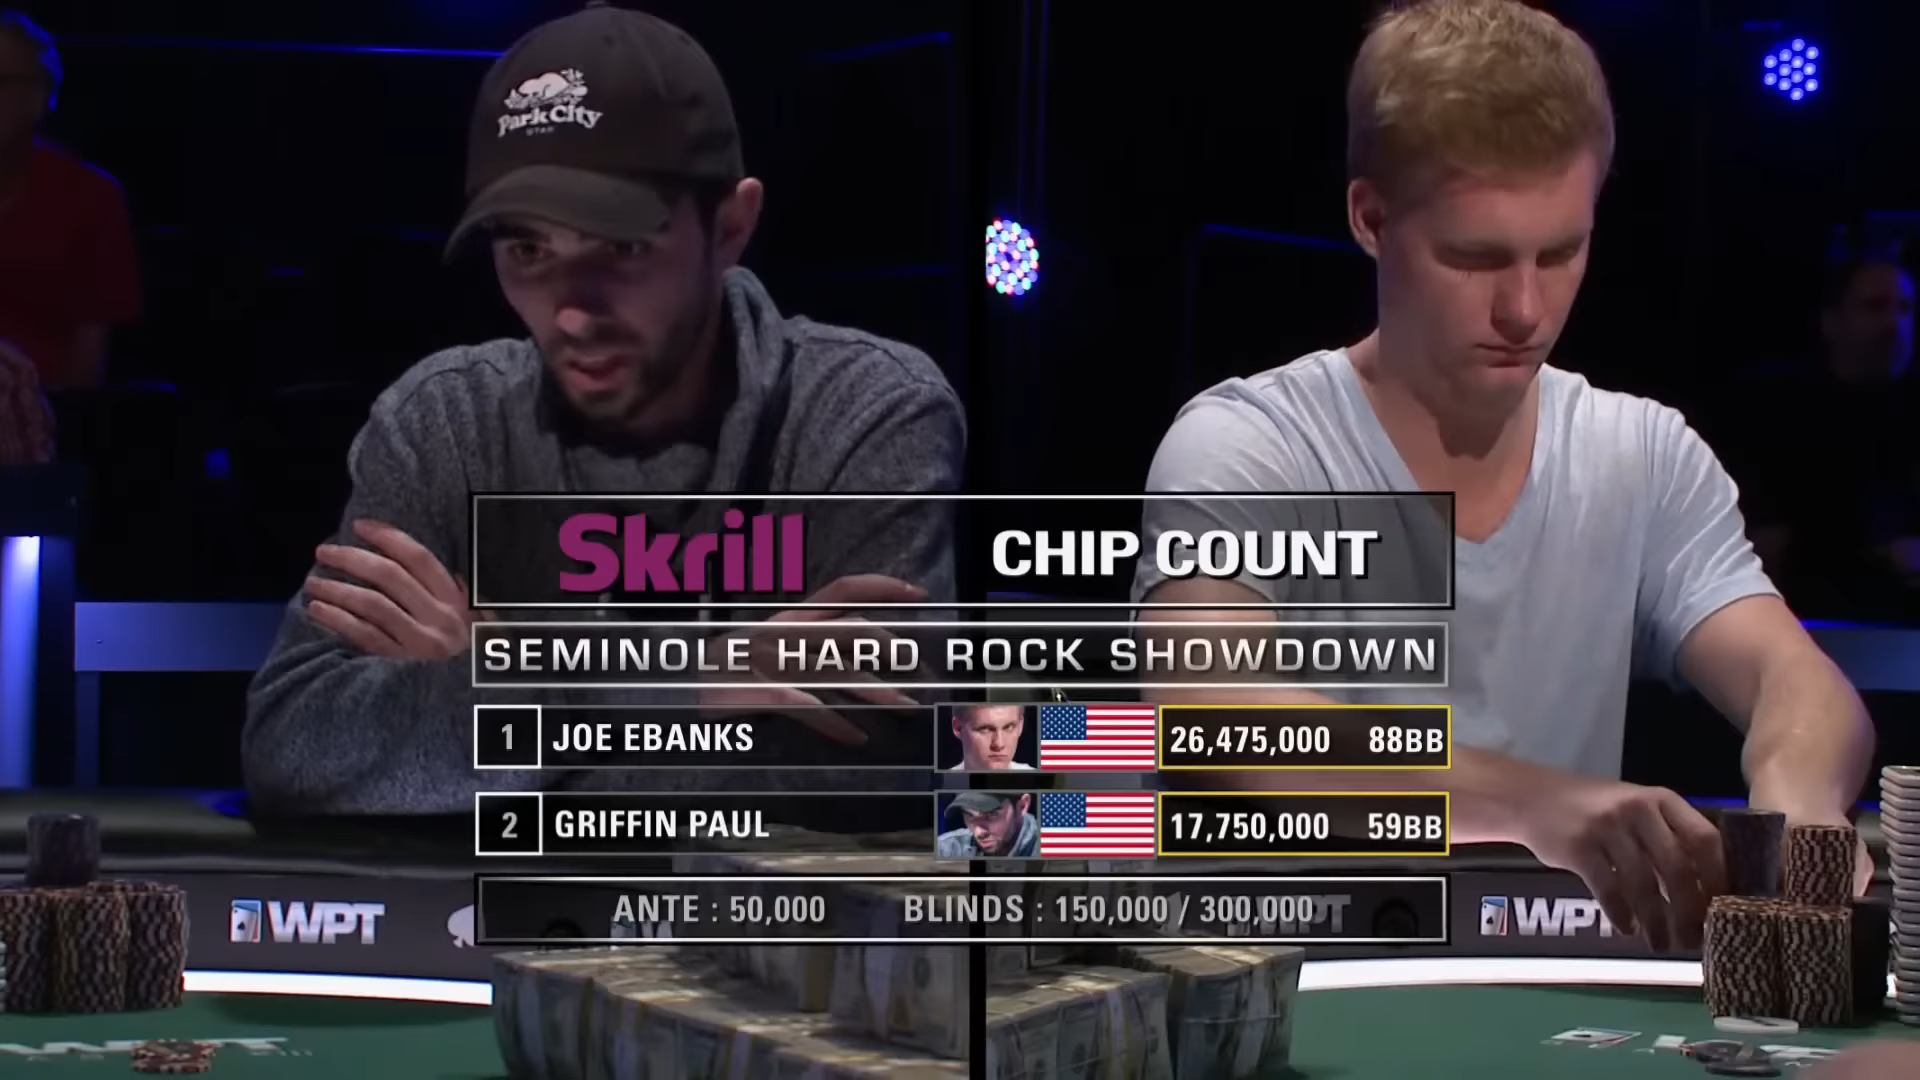 Park City
UTAH
Skrill CHIP COUNT
SEMINOLE HARD ROCK SHOWDOWN
1 JOE EBANKS 26,475,000 88BB
2 GRIFFIN PAUL 17,750,000 59BB
ANTE : 50,000 BLINDS : 150,000 / 300,000
WPT
WPT